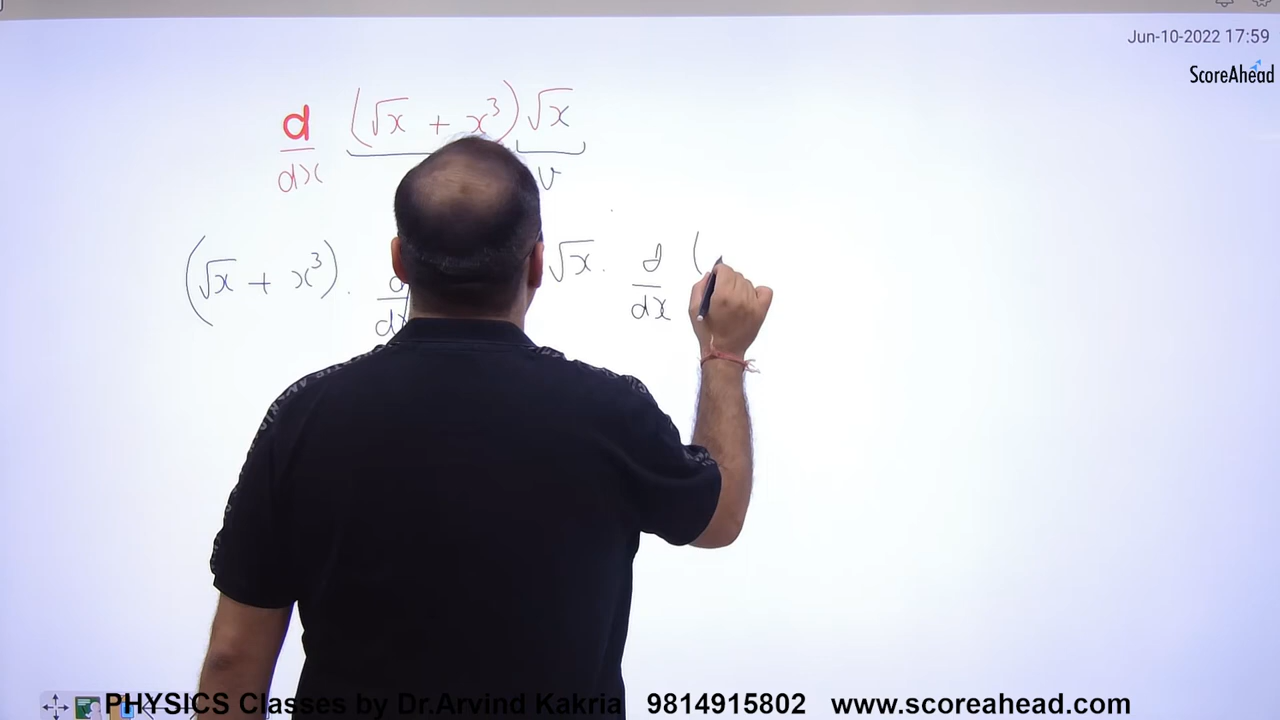 Jun-10-2022 17:59
ScoreAhead
d/dx (√x + x³) √x
v
(√x + x³) · d/dx √x · d/dx (
PHYSICS Classes by Dr.Arvind Kakria 9814915802 www.scoreahead.com